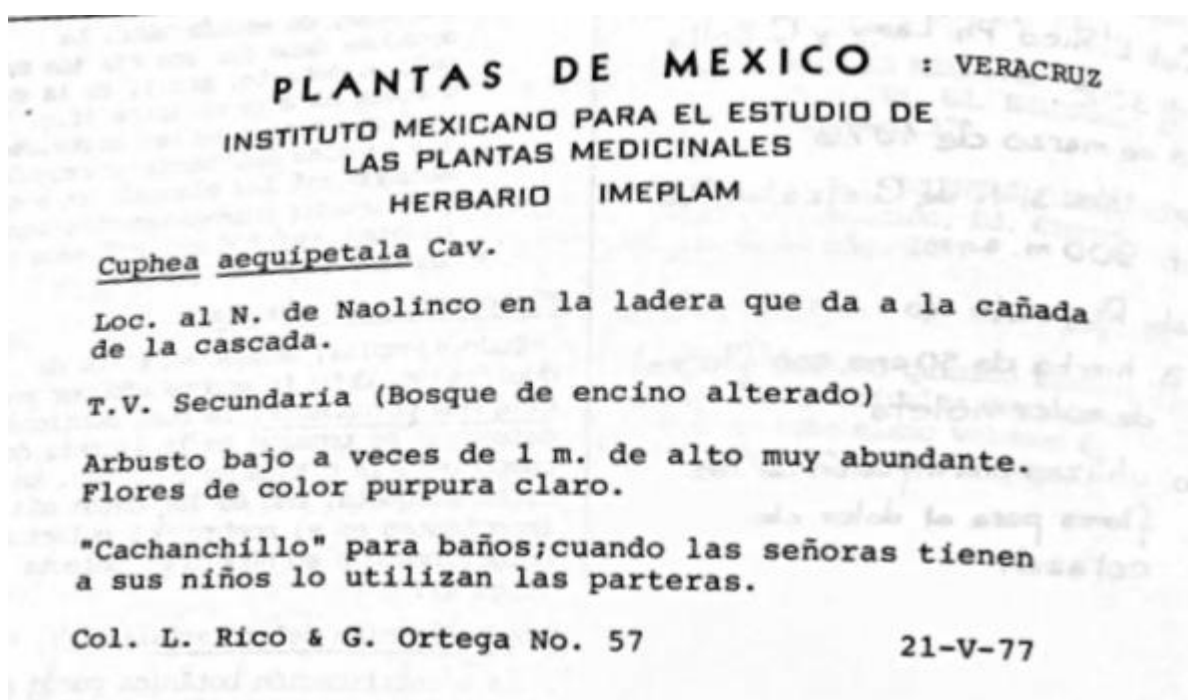 PLANTAS DE MEXICO : VERACRUZ
INSTITUTO MEXICANO PARA EL ESTUDIO DE
LAS PLANTAS MEDICINALES
HERBARIO IMEPLAM
Cuphea aequipetala Cav.
Loc. al N. de Naolinco en la ladera que da a la cañada
de la cascada.
T.V. Secundaria (Bosque de encino alterado)
Arbusto bajo a veces de 1 m. de alto muy abundante.
Flores de color purpura claro.
"Cachanchillo" para baños;cuando las señoras tienen
a sus niños lo utilizan las parteras.
Col. L. Rico & G. Ortega No. 57 21-V-77